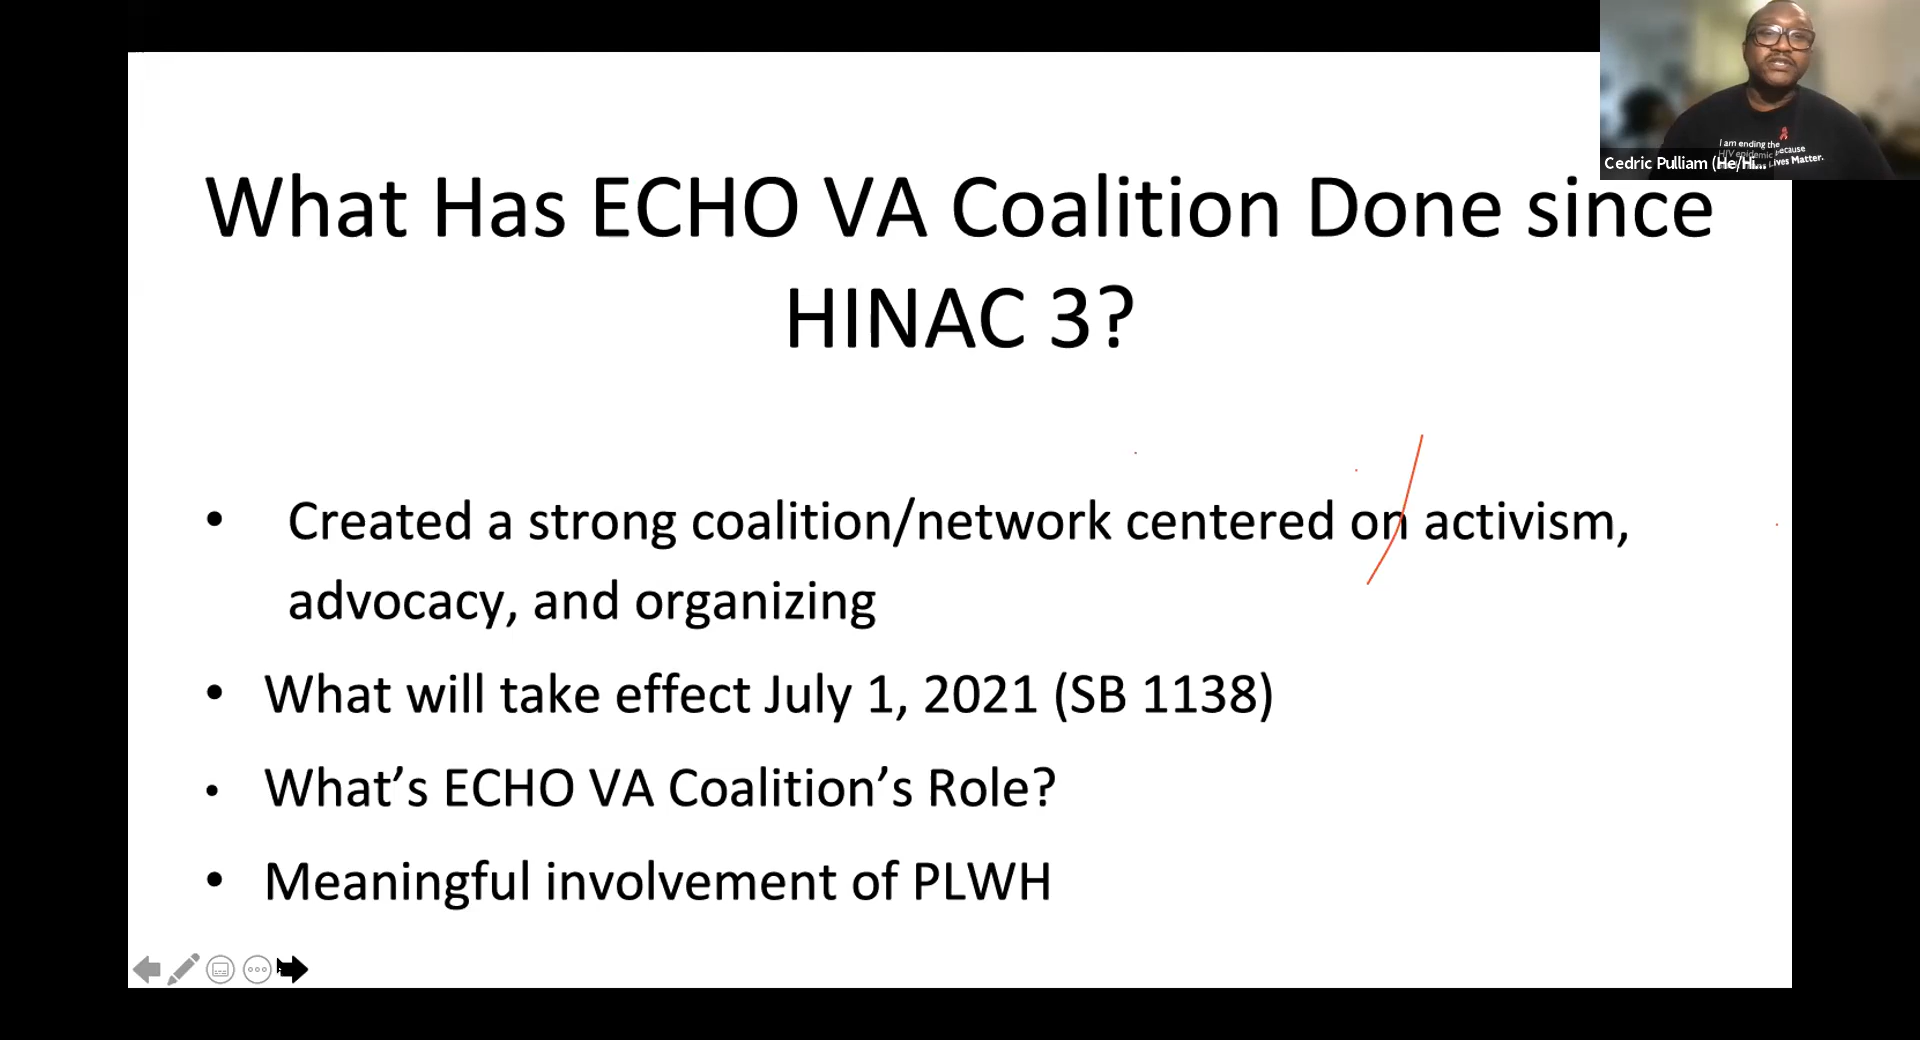 What Has ECHO VA Coalition Done since
HINAC 3?
• Created a strong coalition/network centered on activism,
advocacy, and organizing
• What will take effect July 1, 2021 (SB 1138)
• What's ECHO VA Coalition's Role?
• Meaningful involvement of PLWH
I am ending the
HIV epidemic because
Lives Matter.
Cedric Pulliam (He/Hi...